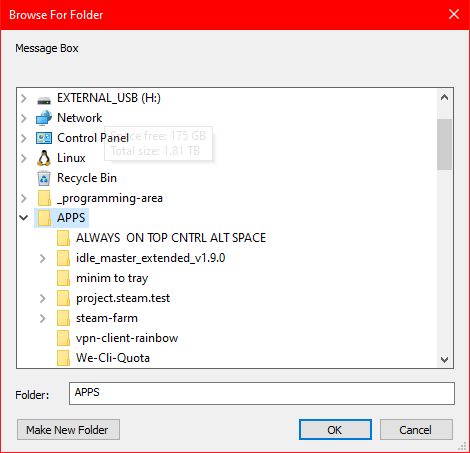 Browse For Folder
Message Box
EXTERNAL_USB (H:)
Network
Space free: 175 GB
Control Panel
Total size: 1.81 TB
Linux
Recycle Bin
_programming-area
APPS
ALWAYS  ON TOP CNTRL ALT SPACE
idle_master_extended_v1.9.0
minim to tray
project.steam.test
steam-farm
vpn-client-rainbow
We-Cli-Quota
Folder: APPS
Make New Folder OK Cancel